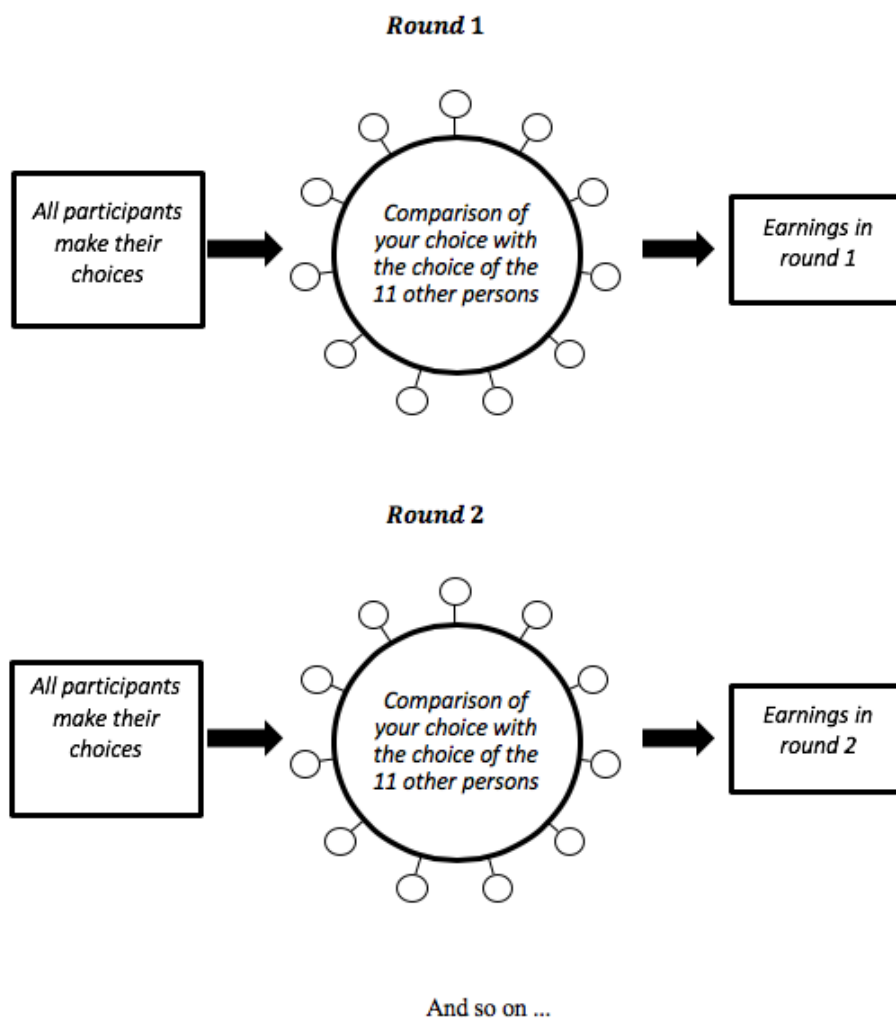 Round 1
All participants
make their
choices
Comparison of
your choice with
the choice of the
11 other persons
Earnings in
round 1
Round 2
All participants
make their
choices
Comparison of
your choice with
the choice of the
11 other persons
Earnings in
round 2
And so on ...